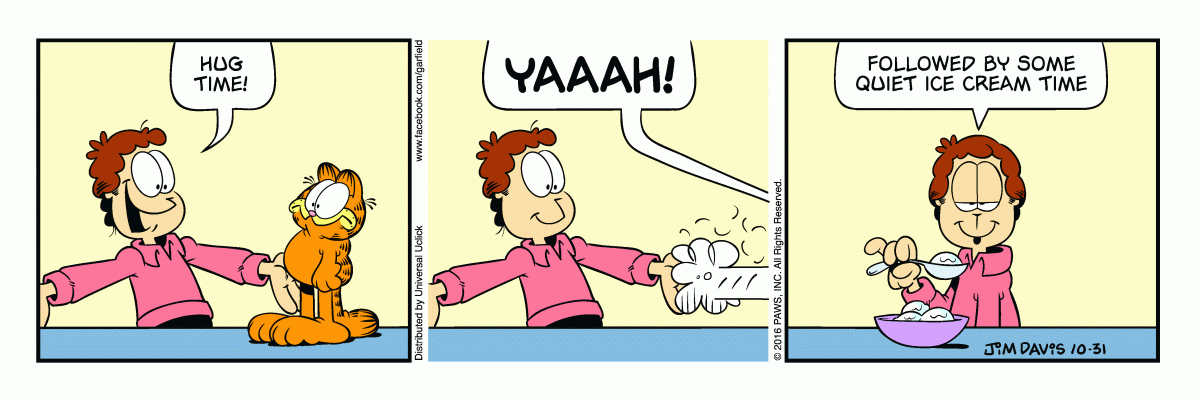 HUG
TIME!
www.facebook.com/garfield
Distributed by Universal Uclick
YAAAH!
© 2016 PAWS, INC. All Rights Reserved.
FOLLOWED BY SOME
QUIET ICE CREAM TIME
JIM DAVIS 10-31